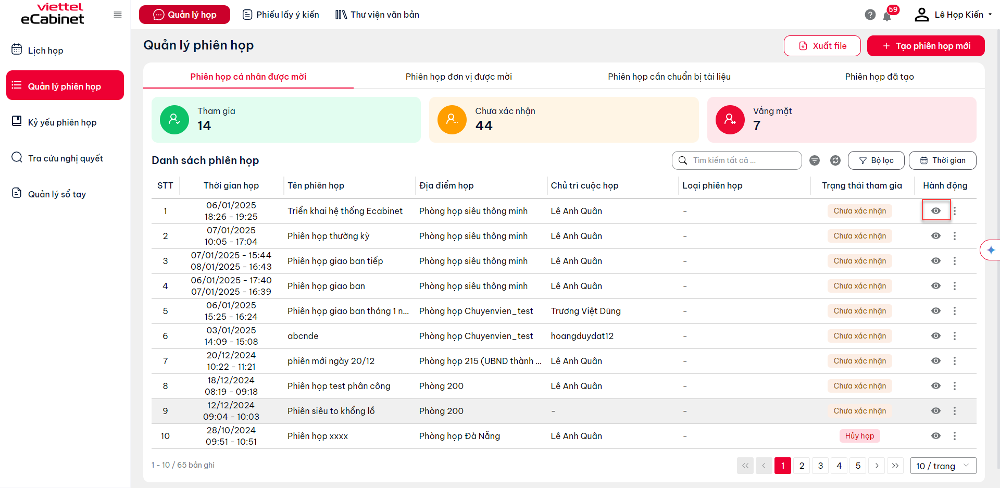 viettel
eCabinet
Quản lý họp
Phiếu lấy ý kiến
Thư viện văn bản
59
Lê Họp Kiến
Lịch họp
Quản lý phiên họp
Kỷ yếu phiên họp
Tra cứu nghị quyết
Quản lý sổ tay
Quản lý phiên họp
Xuất file
+ Tạo phiên họp mới
Phiên họp cá nhân được mời
Phiên họp đơn vị được mời
Phiên họp cần chuẩn bị tài liệu
Phiên họp đã tạo
Tham gia
14
Chưa xác nhận
44
Vắng mặt
7
Danh sách phiên họp
Tìm kiếm tất cả ...
Bộ lọc
Thời gian
STT Thời gian họp Tên phiên họp Địa điểm họp Chủ trì cuộc họp Loại phiên họp Trạng thái tham gia Hành động
1 06/01/2025 18:26 - 19:25 Triển khai hệ thống Ecabinet Phòng họp siêu thông minh Lê Anh Quân - Chưa xác nhận
2 07/01/2025 10:05 - 17:04 Phiên họp thường kỳ Phòng họp siêu thông minh Lê Anh Quân - Chưa xác nhận
3 07/01/2025 - 15:44 08/01/2025 - 16:43 Phiên họp giao ban tiếp Phòng họp siêu thông minh Lê Anh Quân - Chưa xác nhận
4 06/01/2025 - 17:40 07/01/2025 - 16:39 Phiên họp giao ban Phòng họp siêu thông minh Lê Anh Quân - Chưa xác nhận
5 06/01/2025 15:25 - 16:24 Phiên họp giao ban tháng 1 n... Phòng họp Chuyenvien_test Trương Việt Dũng - Chưa xác nhận
6 03/01/2025 14:09 - 15:08 abcnde Phòng họp Chuyenvien_test hoangduydat12 - Chưa xác nhận
7 20/12/2024 10:22 - 11:21 phiên mới ngày 20/12 Phòng họp 215 (UBND thành ... Lê Anh Quân - Chưa xác nhận
8 18/12/2024 08:19 - 09:18 Phiên họp test phân công Phòng 200 Lê Anh Quân - Chưa xác nhận
9 12/12/2024 09:04 - 10:03 Phiên siêu to khổng lồ Phòng 200 - - Chưa xác nhận
10 28/10/2024 09:51 - 10:51 Phiên họp xxxx Phòng họp Đà Nẵng Lê Anh Quân - Hủy họp
1 - 10 / 65 bản ghi
<< < 1 2 3 4 5 > >> 10 / trang